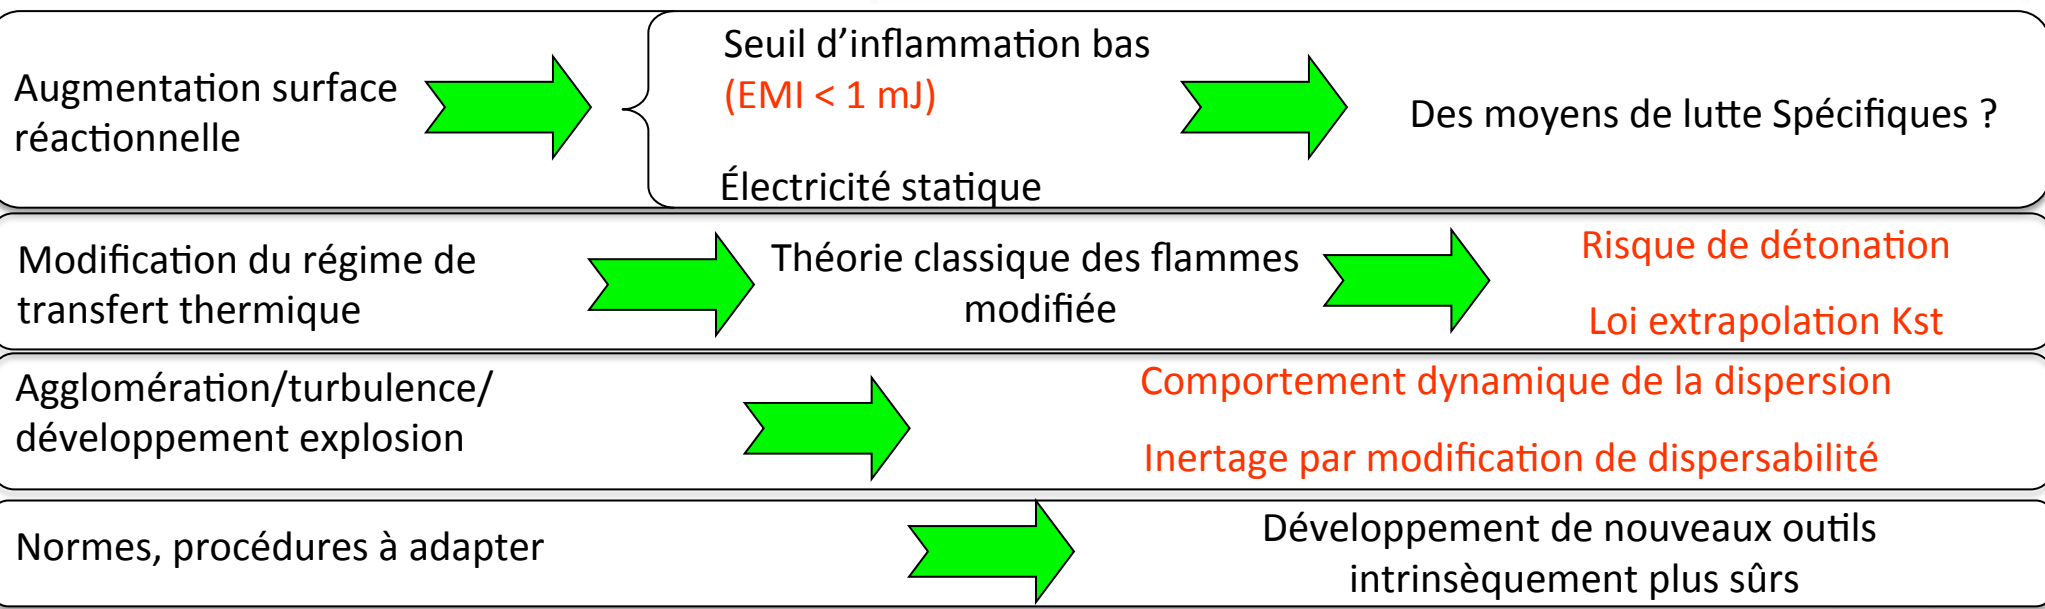 Augmentation surface
réactionnelle
Seuil d’inflammation bas
(EMI < 1 mJ)
Électricité statique
Des moyens de lutte Spécifiques ?
Modification du régime de
transfert thermique
Théorie classique des flammes
modifiée
Risque de détonation
Loi extrapolation Kst
Agglomération/turbulence/
développement explosion
Comportement dynamique de la dispersion
Inertage par modification de dispersabilité
Normes, procédures à adapter
Développement de nouveaux outils
intrinsèquement plus sûrs